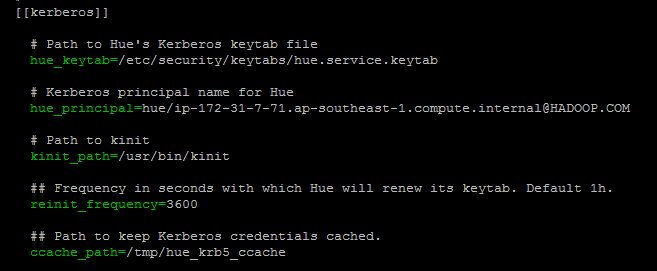 [[kerberos]]
# Path to Hue's Kerberos keytab file
hue_keytab=/etc/security/keytabs/hue.service.keytab
# Kerberos principal name for Hue
hue_principal=hue/ip-172-31-7-71.ap-southeast-1.compute.internal@HADOOP.COM
# Path to kinit
kinit_path=/usr/bin/kinit
## Frequency in seconds with which Hue will renew its keytab. Default 1h.
reinit_frequency=3600
## Path to keep Kerberos credentials cached.
ccache_path=/tmp/hue_krb5_ccache